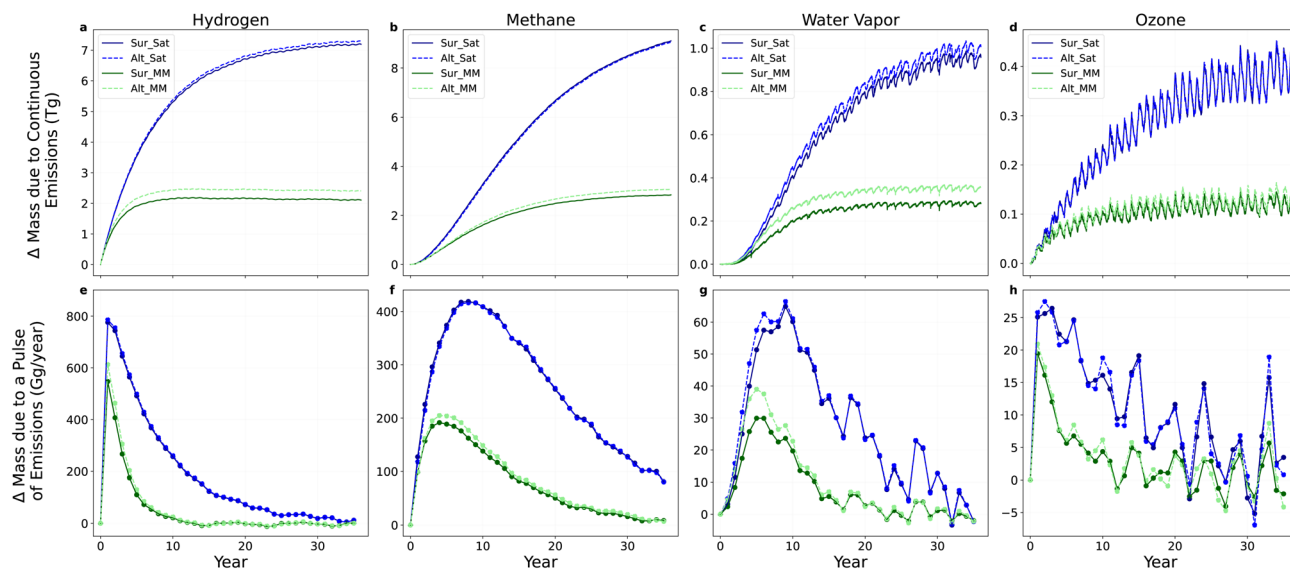 Hydrogen
Methane
Water Vapor
Ozone
a
b
c
d
Δ Mass due to Continuous
Emissions (Tg)
7
6
5
4
3
2
1
0
Sur_Sat
Alt_Sat
Sur_MM
Alt_MM
8
6
4
2
0
Sur_Sat
Alt_Sat
Sur_MM
Alt_MM
1.0
0.8
0.6
0.4
0.2
0.0
Sur_Sat
Alt_Sat
Sur_MM
Alt_MM
0.4
0.3
0.2
0.1
0.0
Sur_Sat
Alt_Sat
Sur_MM
Alt_MM
e
f
g
h
Δ Mass due to a Pulse
of Emissions (Gg/year)
800
600
400
200
0
400
300
200
100
0
60
50
40
30
20
10
0
25
20
15
10
5
0
−5
0 10 20 30
0 10 20 30
0 10 20 30
0 10 20 30
Year
Year
Year
Year